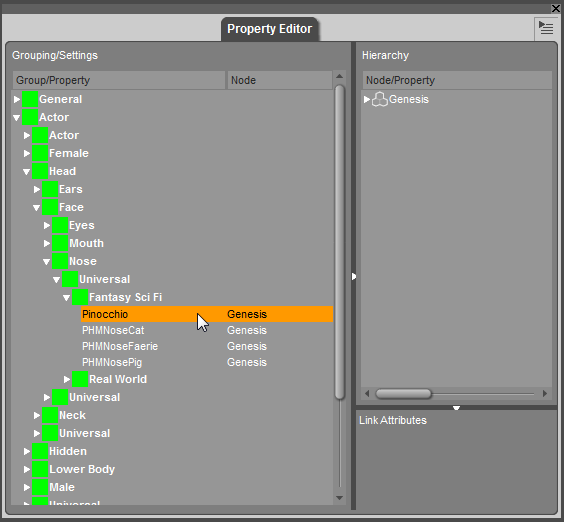 Property Editor
Grouping/Settings
Group/Property Node
General
Actor
Actor
Female
Head
Ears
Face
Eyes
Mouth
Nose
Universal
Fantasy Sci Fi
Pinocchio Genesis
PHMNoseCat Genesis
PHMNoseFaerie Genesis
PHMNosePig Genesis
Real World
Universal
Neck
Universal
Hidden
Lower Body
Male
Universal
Hierarchy
Node/Property
Genesis
Link Attributes